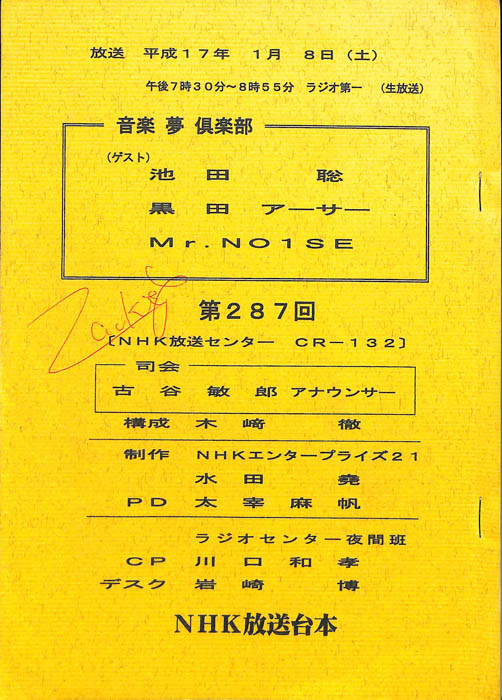 放送 平成17年 1月 8日（土）
午後7時30分～8時55分 ラジオ第一 （生放送）
音楽 夢 倶楽部
（ゲスト）
池田 聡
黒田 アーサー
Mr.NO1SE
第287回
〔NHK放送センター CR－132〕
司会
古谷 敏郎 アナウンサー
構成 木﨑 徹
制作 NHKエンタープライズ21
水田 堯
PD 太宰麻帆
ラジオセンター夜間班
CP 川口和孝
デスク 岩崎 博
NHK放送台本